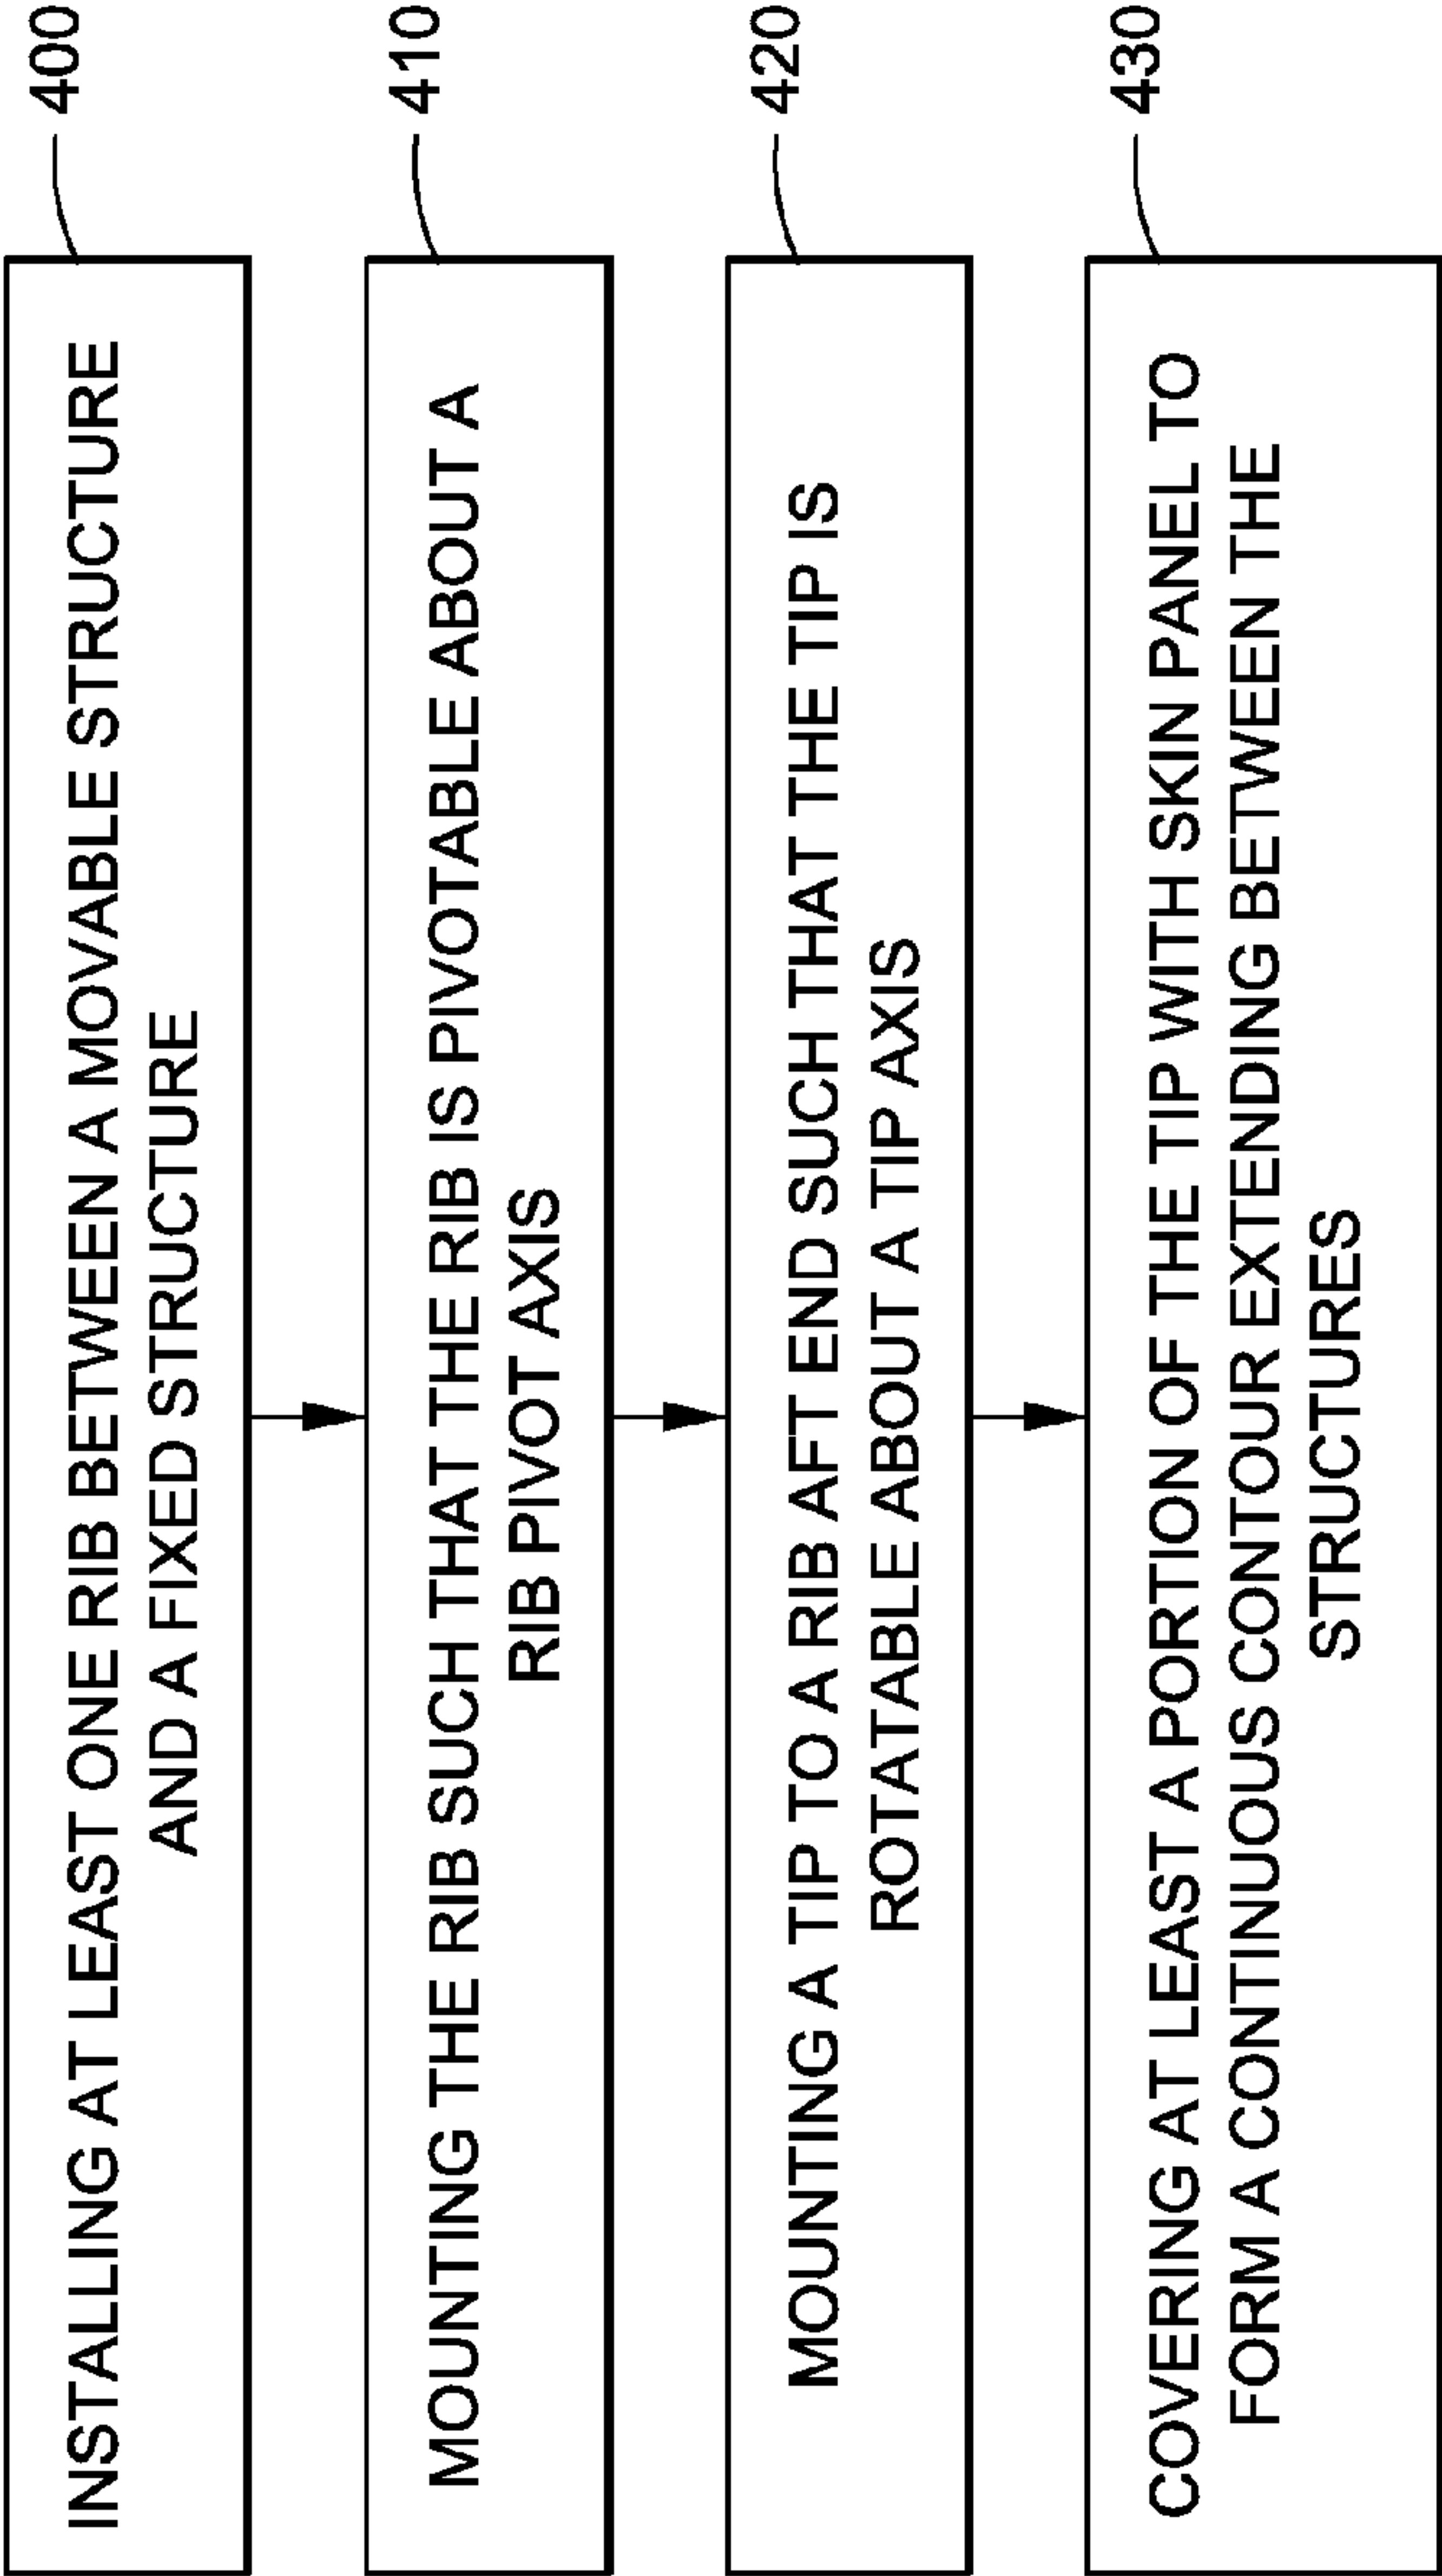 INSTALLING AT LEAST ONE RIB BETWEEN A MOVABLE STRUCTURE
AND A FIXED STRUCTURE
400
MOUNTING THE RIB SUCH THAT THE RIB IS PIVOTABLE ABOUT A
RIB PIVOT AXIS
410
MOUNTING A TIP TO A RIB AFT END SUCH THAT THE TIP IS
ROTATABLE ABOUT A TIP AXIS
420
COVERING AT LEAST A PORTION OF THE TIP WITH SKIN PANEL TO
FORM A CONTINUOUS CONTOUR EXTENDING BETWEEN THE
STRUCTURES
430